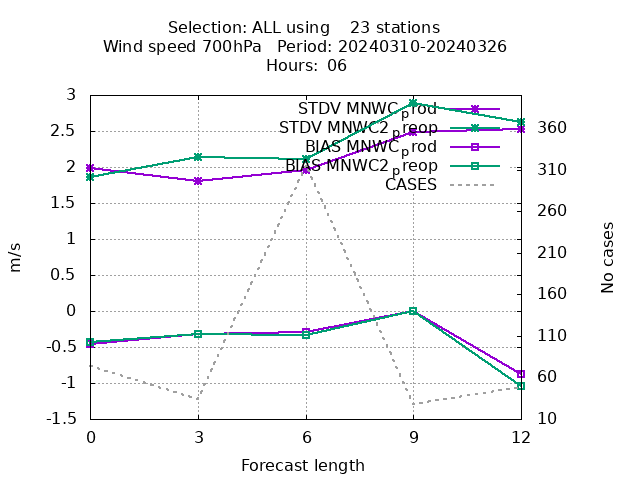 Selection: ALL using    23 stations
Wind speed 700hPa   Period: 20240310-20240326
Hours: 06
3
2.5
2
1.5
1
0.5
0
-0.5
-1
-1.5
m/s
STDV MNWC_prod
STDV MNWC2_preop
BIAS MNWC_prod
BIAS MNWC2_preop
CASES
360
310
260
210
160
110
60
10
No cases
0 3 6 9 12
Forecast length